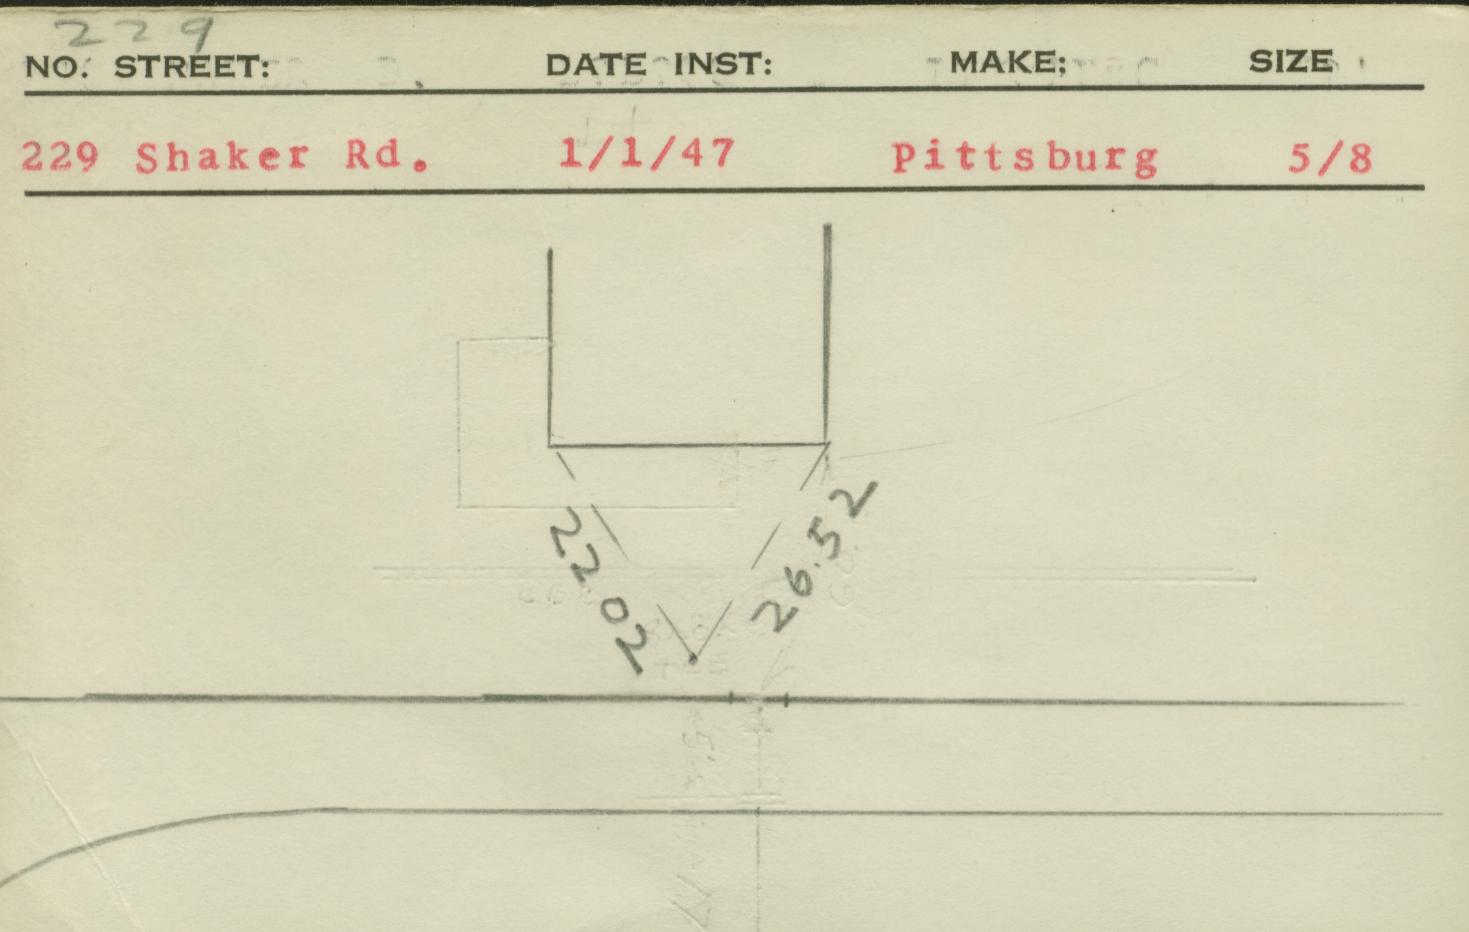 229
NO. STREET: DATE INST: MAKE; SIZE
229 Shaker Rd. 1/1/47 Pittsburg 5/8
22 02
26.52